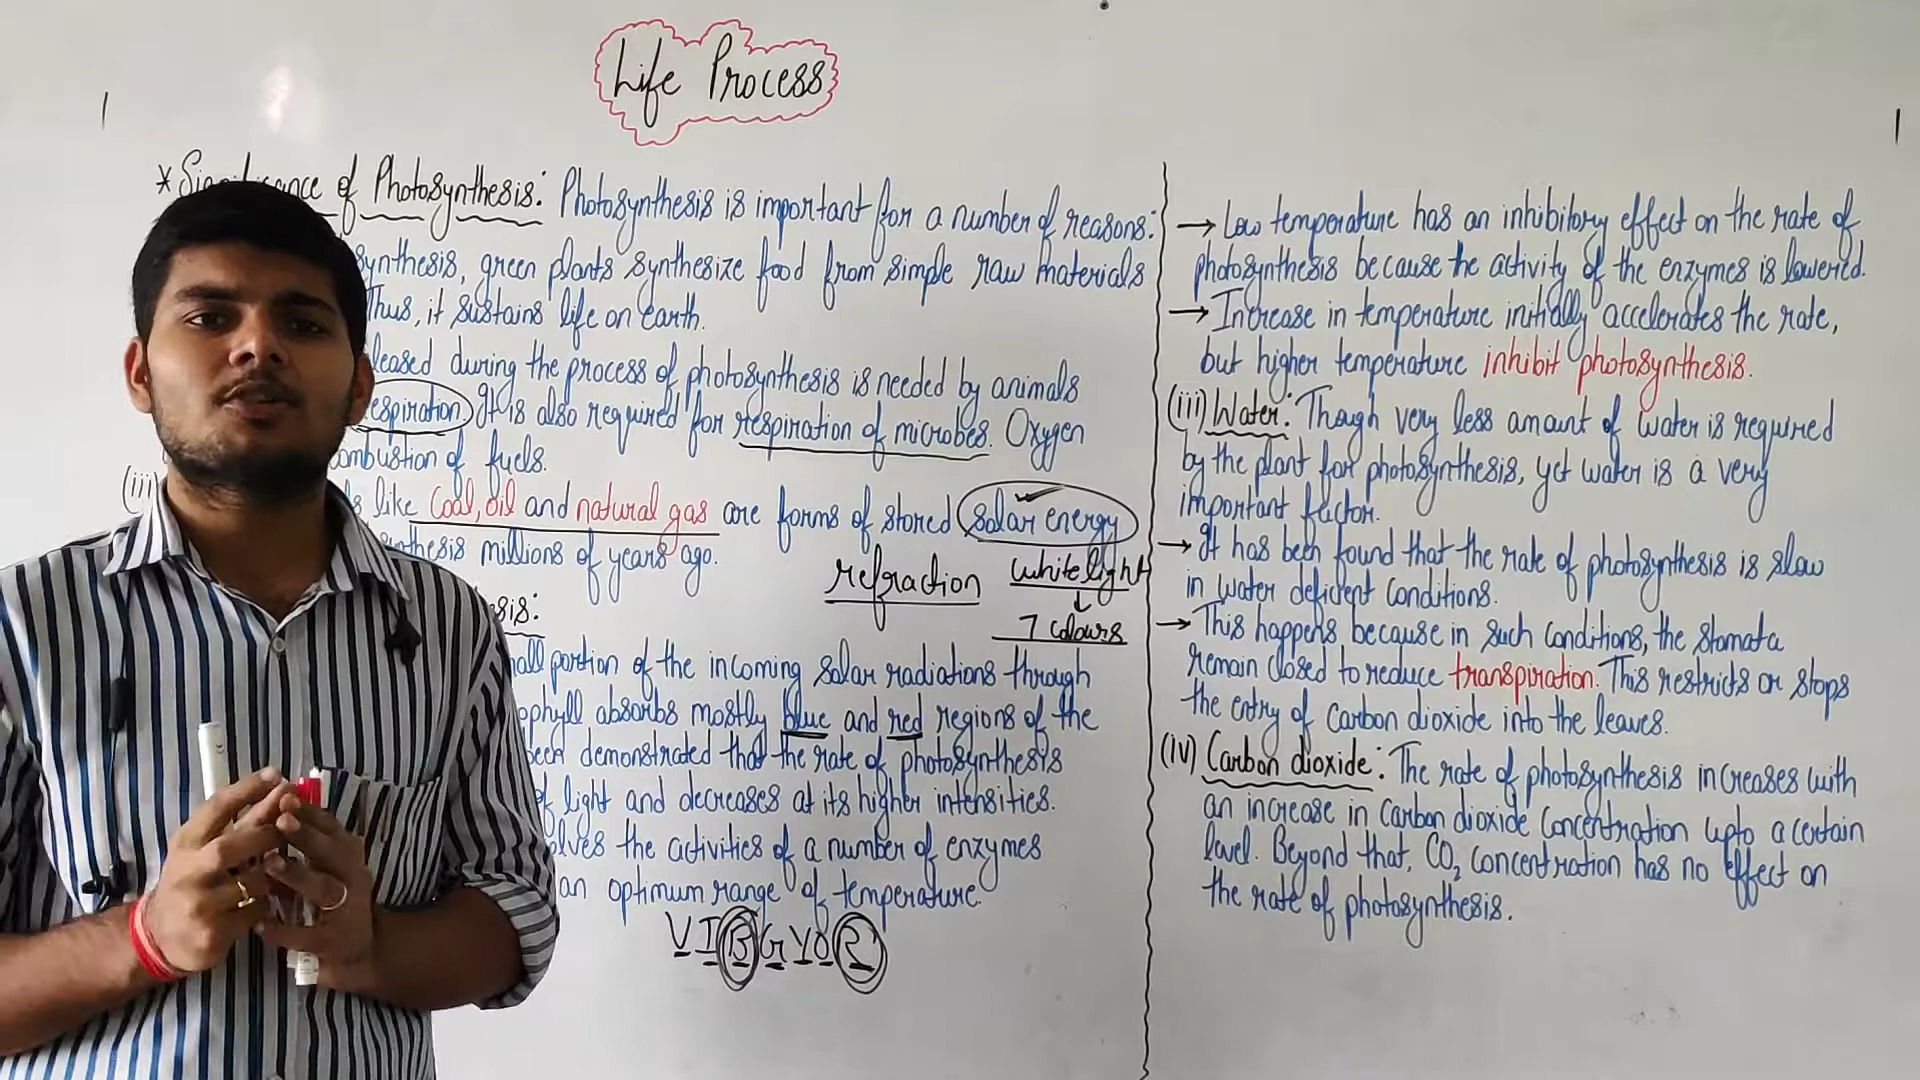 Life Process
* Significance of Photosynthesis: Photosynthesis is important for a number of reasons:
synthesis, green plants synthesize food from simple raw materials
Thus, it sustains life on earth.
leased during the process of photosynthesis is needed by animals
espiration. It is also required for respiration of microbes. Oxygen
ombustion of fuels.
(iii)
s like Coal, oil and natural gas are forms of stored solar energy
nthesis millions of years ago.
refraction
white light
↓
7 colours
sis:
all portion of the incoming solar radiations through
ophyll absorbs mostly blue and red regions of the
been demonstrated that the rate of photosynthesis
of light and decreases at its higher intensities.
olves the activities of a number of enzymes
an optimum range of temperature.
V I B G Y O R
→ Low temperature has an inhibitory effect on the rate of
photosynthesis because the activity of the enzymes is lowered.
→ Increase in temperature initially accelerates the rate,
but higher temperature inhibit photosynthesis.
(iii) Water: Though very less amount of water is required
by the plant for photosynthesis, yet water is a very
important factor.
→ It has been found that the rate of photosynthesis is slow
in water deficient conditions.
→ This happens because in such conditions, the stomata
remain closed to reduce transpiration. This restricts or stops
the entry of Carbon dioxide into the leaves.
(iv) Carbon dioxide: The rate of photosynthesis increases with
an increase in Carbon dioxide Concentration upto a certain
level. Beyond that, CO₂ concentration has no effect on
the rate of photosynthesis.